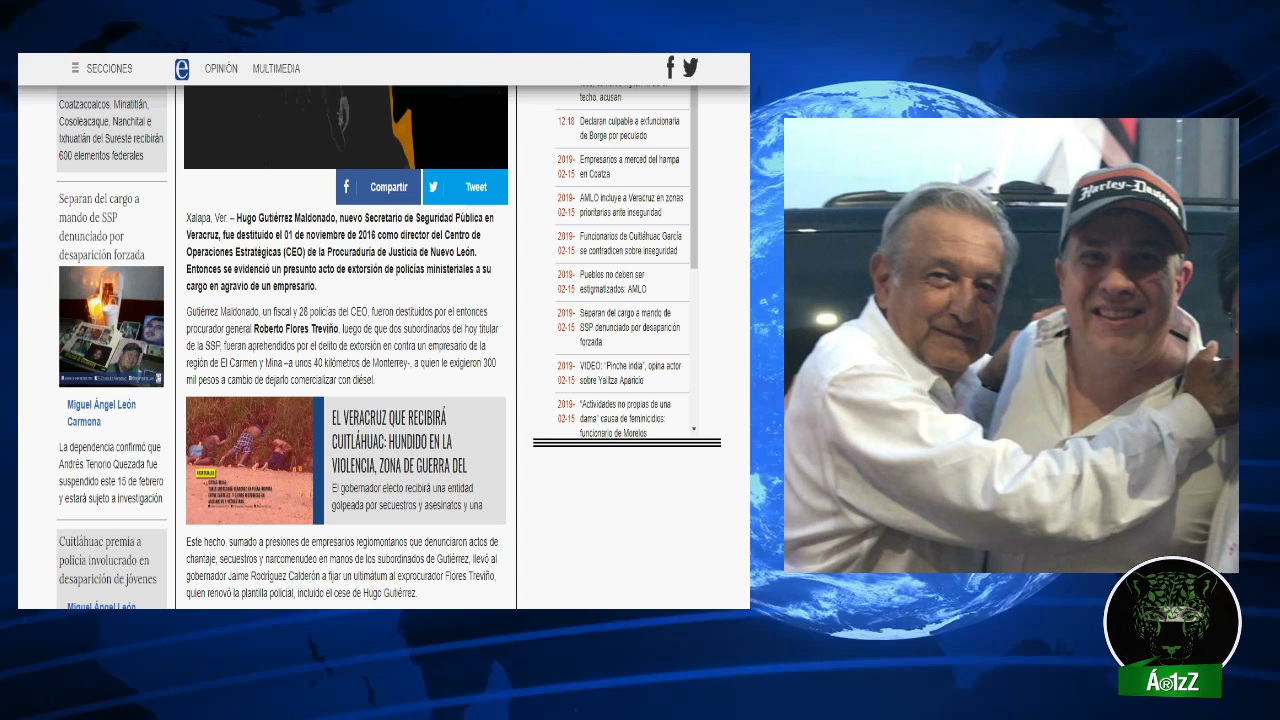 SECCIONES
e
OPINIÓN
MULTIMEDIA
Coatzacoalcos, Minatitlán,
Cosoleacaque, Nanchital e
Ixhuatlán del Sureste recibirán
600 elementos federales
Separan del cargo a
mando de SSP
denunciado por
desaparición forzada
Miguel Ángel León
Carmona
La dependencia confirmó que
Andrés Tenorio Quezada fue
suspendido este 15 de febrero
y estará sujeto a investigación
Cuitláhuac premia a
policía involucrado en
desaparición de jóvenes
Miguel Ángel León
Compartir
Tweet
Xalapa, Ver. – Hugo Gutiérrez Maldonado, nuevo Secretario de Seguridad Pública en
Veracruz, fue destituido el 01 de noviembre de 2016 como director del Centro de
Operaciones Estratégicas (CEO) de la Procuraduría de Justicia de Nuevo León.
Entonces se evidenció un presunto acto de extorsión de policías ministeriales a su
cargo en agravio de un empresario.
Gutiérrez Maldonado, un fiscal y 28 policías del CEO, fueron destituidos por el entonces
procurador general Roberto Flores Treviño, luego de que dos subordinados del hoy titular
de la SSP, fueran aprehendidos por el delito de extorsión en contra un empresario de la
región de El Carmen y Mina –a unos 40 kilómetros de Monterrey-, a quien le exigieron 300
mil pesos a cambio de dejarlo comercializar con diésel.
EL VERACRUZ QUE RECIBIRÁ
CUITLÁHUAC: HUNDIDO EN LA
VIOLENCIA, ZONA DE GUERRA DEL
El gobernador electo recibirá una entidad
golpeada por secuestros y asesinatos y una
Este hecho, sumado a presiones de empresarios regiomontanos que denunciaron actos de
chantaje, secuestros y narcomenudeo en manos de los subordinados de Gutiérrez, llevó al
gobernador Jaime Rodríguez Calderón a fijar un ultimátum al exprocurador Flores Treviño,
quien renovó la plantilla policial, incluido el cese de Hugo Gutiérrez.
techo, acusan
12:18 Declaran culpable a exfuncionaria
de Borge por peculado
2019- Empresarios a merced del hampa
02-15 en Coatza
2019- AMLO incluye a Veracruz en zonas
02-15 prioritarias ante inseguridad
2019- Funcionarios de Cuitláhuac García
02-15 se contradicen sobre inseguridad
2019- Pueblos no deben ser
02-15 estigmatizados: AMLO
2019- Separan del cargo a mando de
02-15 SSP denunciado por desaparición
forzada
2019- VIDEO: “Pinche india”, opina actor
02-15 sobre Yalitza Aparicio
2019- “Actividades no propias de una
02-15 dama” causa de feminicidios:
funcionario de Morelos
Harley-Davidson
Á®1zZ